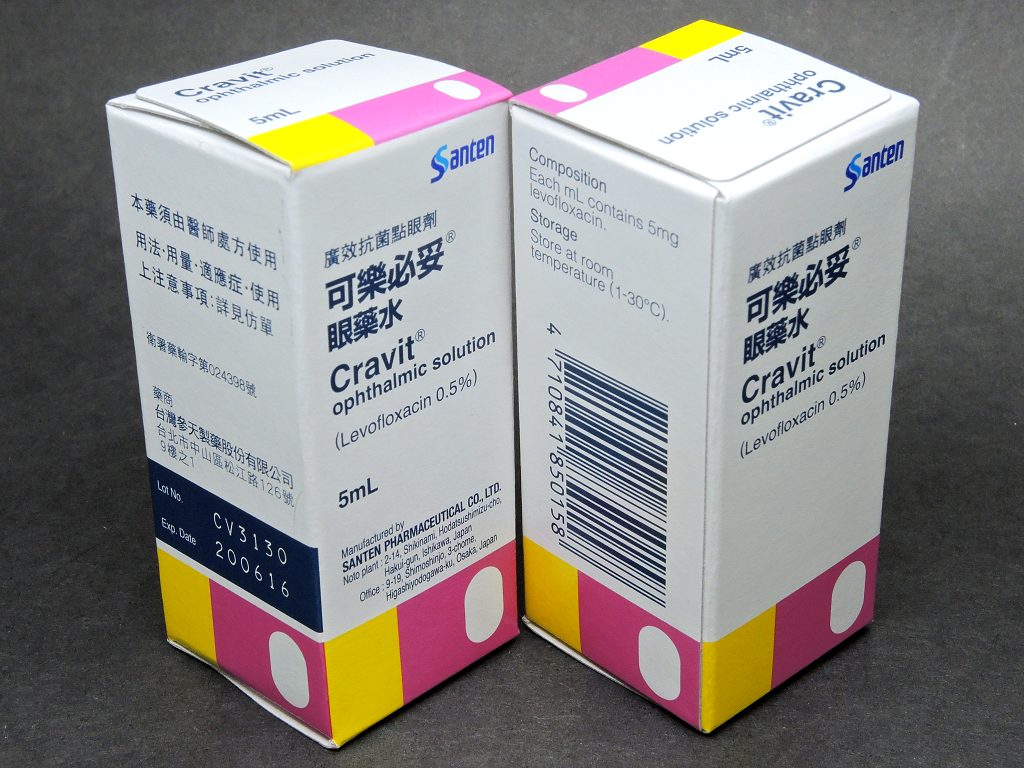 Cravit®
ophthalmic solution
5mL
本藥須由醫師處方使用
用法·用量·適應症·使用
上注意事項:詳見仿單
衛署藥輸字第024398號
藥商
台灣參天製藥股份有限公司
台北市中山區松江路126號
9樓之1
Lot No.
CV3130
Exp. Date
200616
Santen
廣效抗菌點眼劑
可樂必妥®
眼藥水
Cravit®
ophthalmic solution
(Levofloxacin 0.5%)
5mL
Manufactured by
SANTEN PHARMACEUTICAL CO., LTD.
Noto plant : 2-14, Shikinami, Hodatsushimizu-cho,
Hakui-gun, Ishikawa, Japan
Office : 9-19, Shimoshinjo, 3-chome,
Higashiyodogawa-ku, Osaka, Japan
Cravit®
ophthalmic solution
5mL
Composition
Each mL contains 5mg
levofloxacin.
Storage
Store at room
temperature (1-30°C).
4 710841 850158
Santen
廣效抗菌點眼劑
可樂必妥®
眼藥水
Cravit®
ophthalmic solution
(Levofloxacin 0.5%)